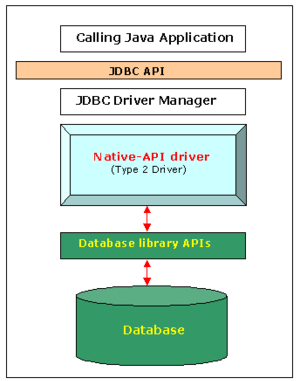 Calling Java Application
JDBC API
JDBC Driver Manager
Native-API driver
(Type 2 Driver)
Database library APIs
Database